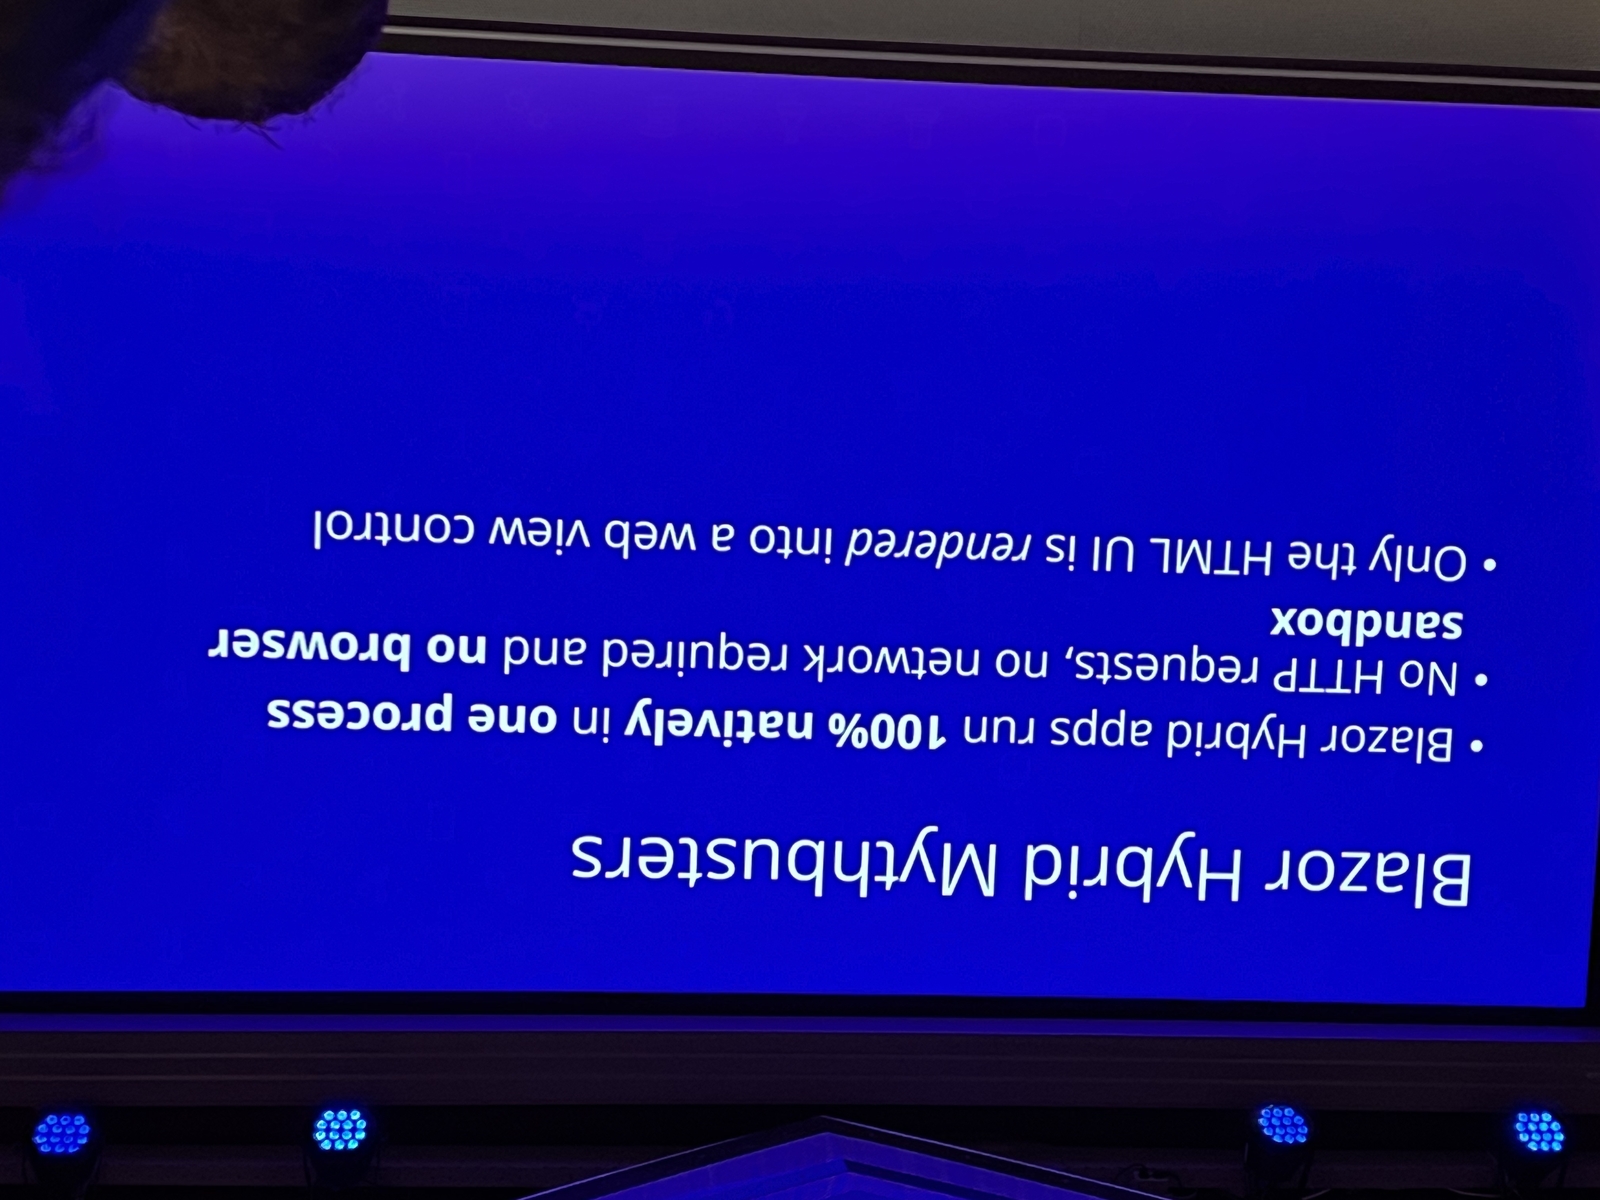 Blazor Hybrid Mythbusters
• Blazor Hybrid apps run 100% natively in one process
• No HTTP requests, no network required and no browser
sandbox
• Only the HTML UI is rendered into a web view control